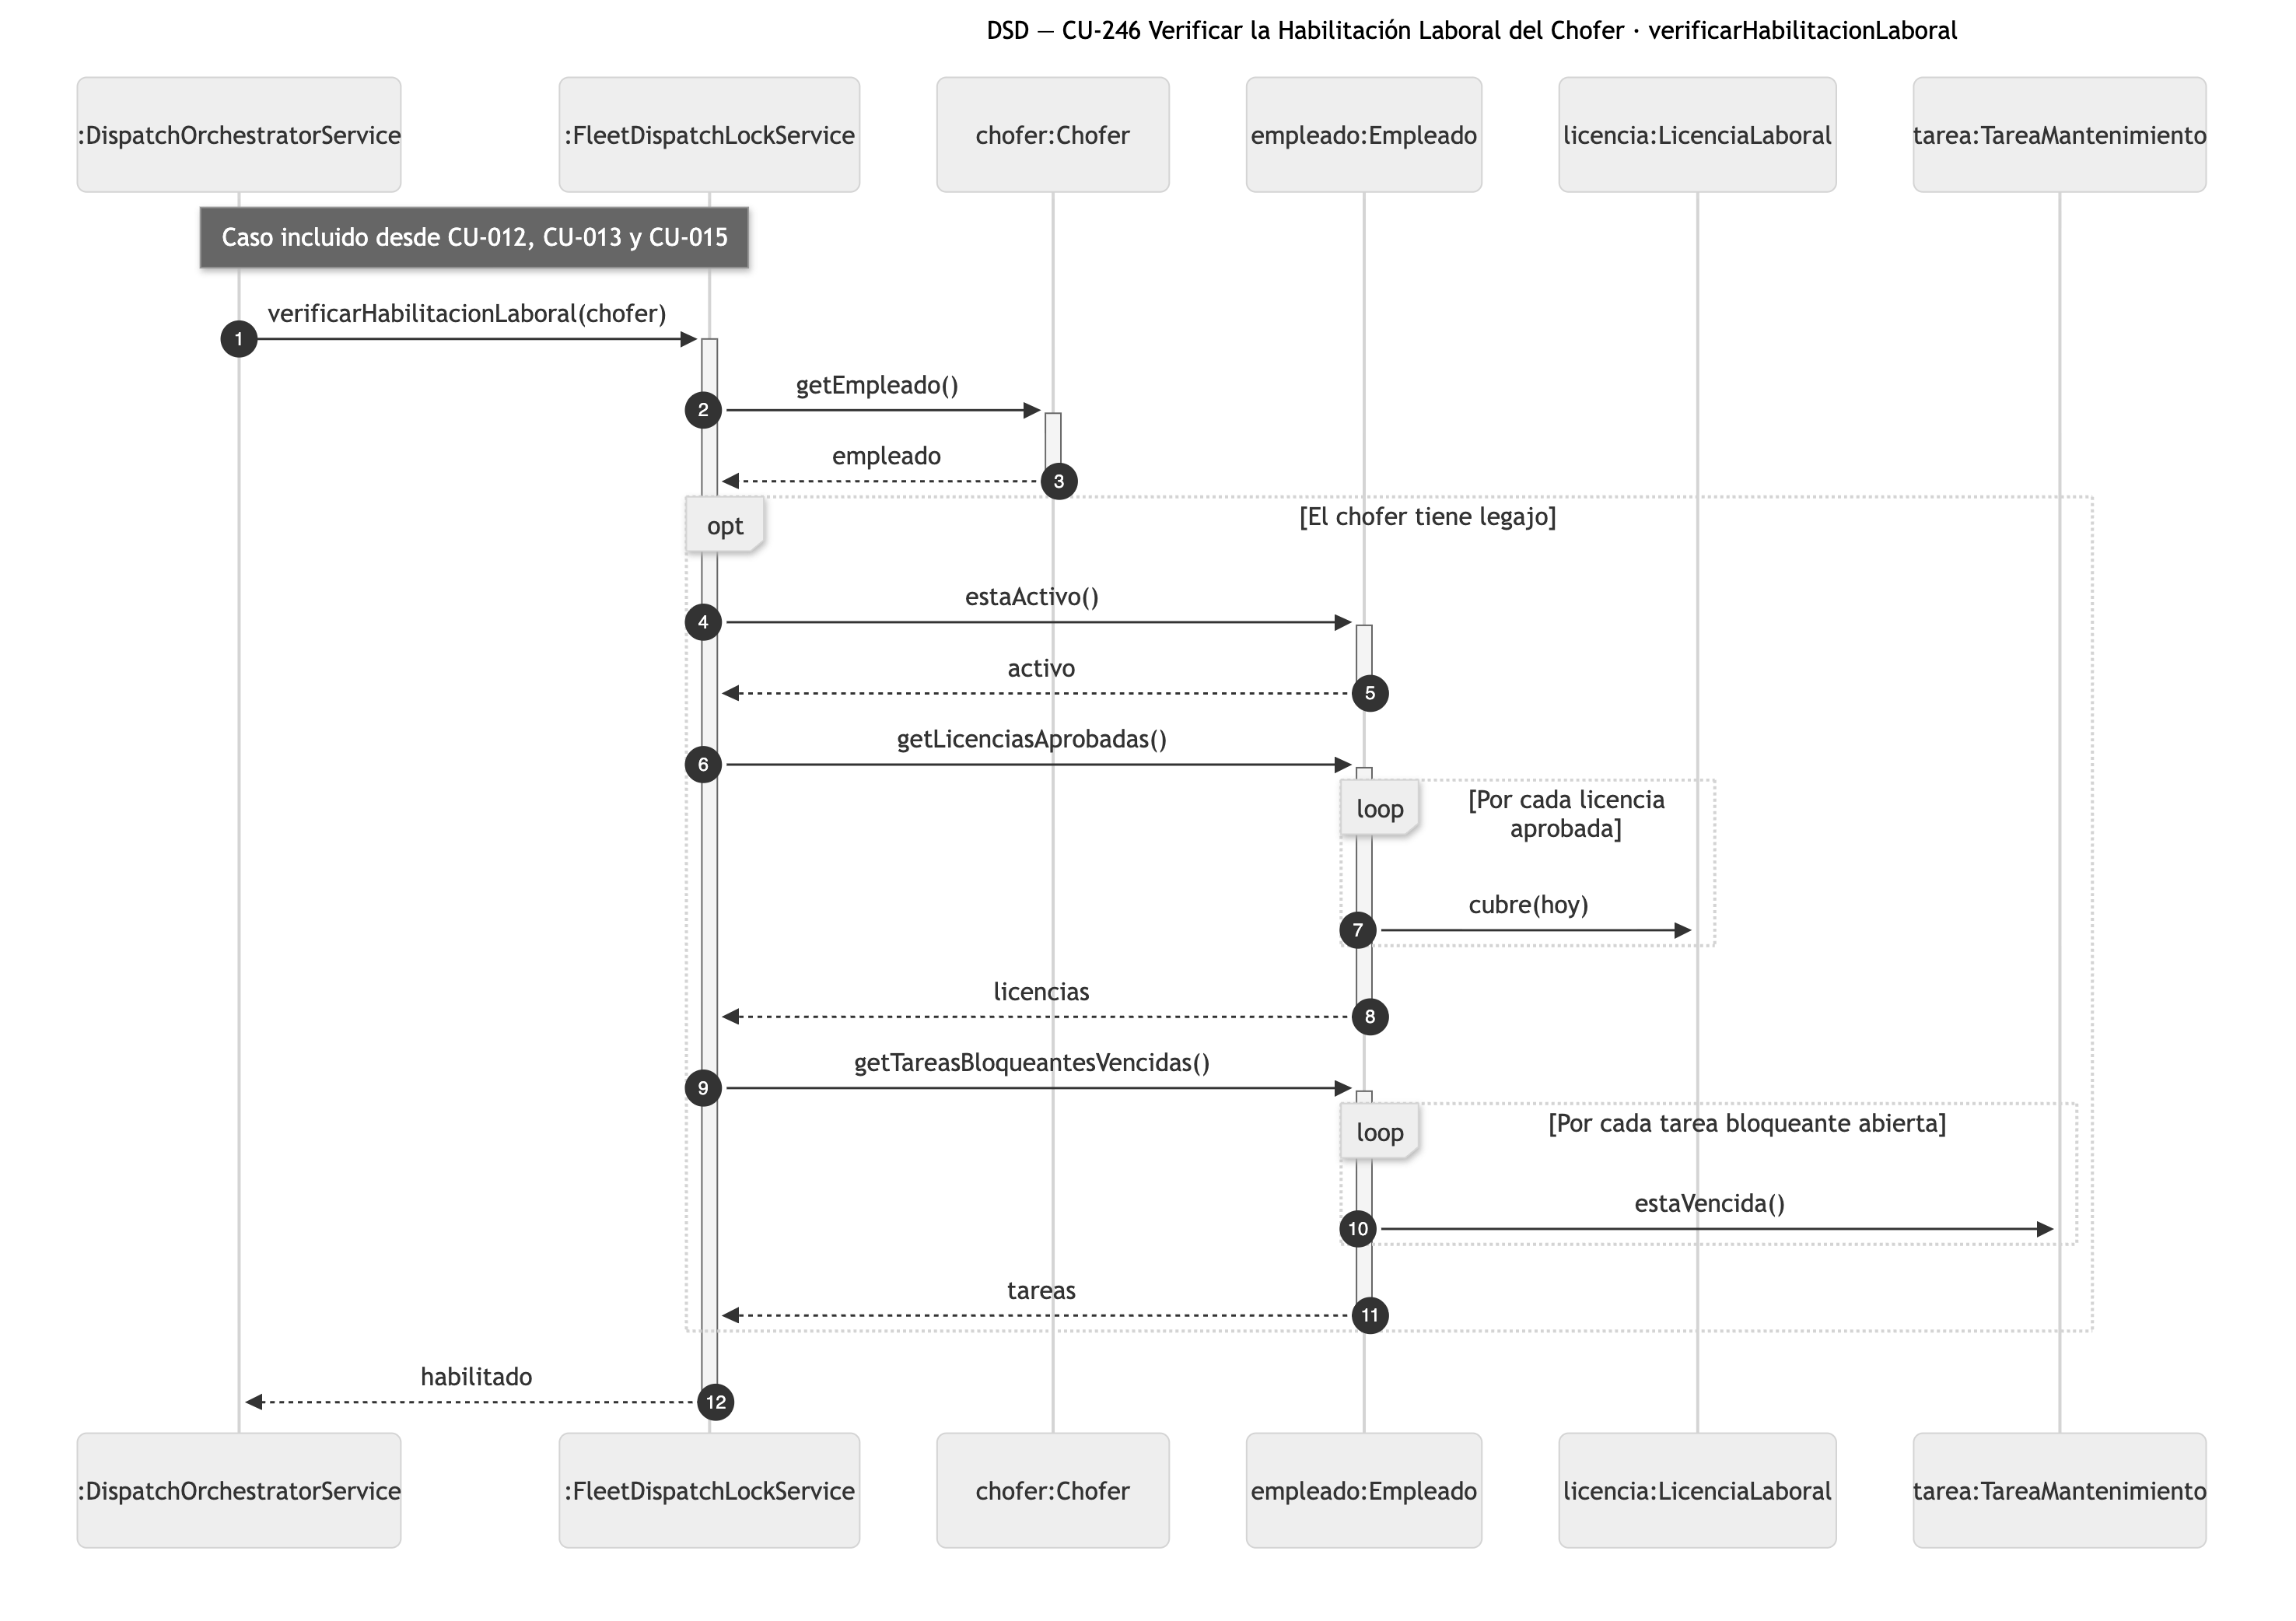 DSD — CU-246 Verificar la Habilitación Laboral del Chofer · verificarHabilitacionLaboral
:DispatchOrchestratorService
:FleetDispatchLockService
chofer:Chofer
empleado:Empleado
licencia:LicenciaLaboral
tarea:TareaMantenimiento
Caso incluido desde CU-012, CU-013 y CU-015
verificarHabilitacionLaboral(chofer)
1
getEmpleado()
2
empleado
3
opt
[El chofer tiene legajo]
estaActivo()
4
activo
5
getLicenciasAprobadas()
6
loop
[Por cada licencia
aprobada]
cubre(hoy)
7
licencias
8
getTareasBloqueantesVencidas()
9
loop
[Por cada tarea bloqueante abierta]
estaVencida()
10
tareas
11
habilitado
12
:DispatchOrchestratorService
:FleetDispatchLockService
chofer:Chofer
empleado:Empleado
licencia:LicenciaLaboral
tarea:TareaMantenimiento